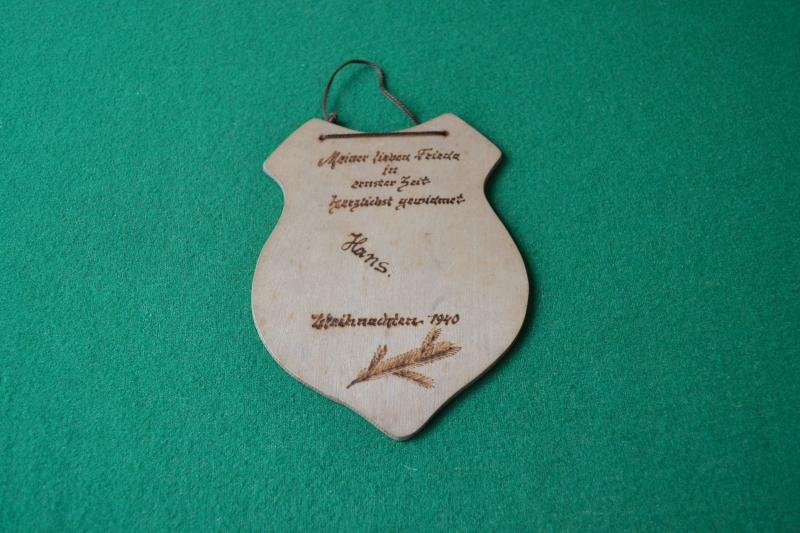 Meiner lieben Frieda
in
ernster Zeit
herzlichst gewidmet
Hans.
Weihnachten 1940